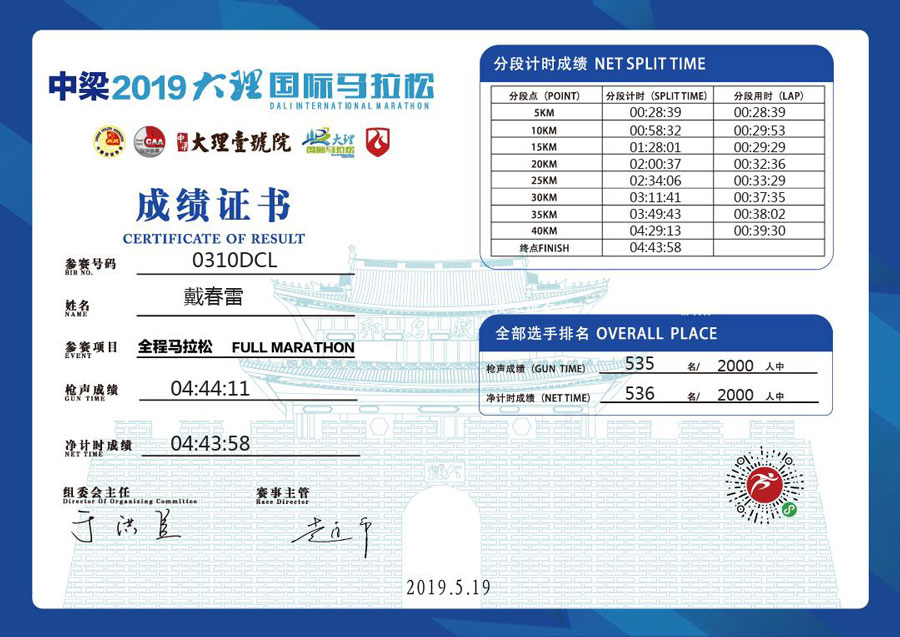 中梁2019大理国际马拉松
DALI INTERNATIONAL MARATHON
CAA
大理壹號院
大理
国际马拉松
成绩证书
CERTIFICATE OF RESULT
参赛号码 0310DCL
BIB NO.
姓名 戴春雷
NAME
参赛项目 全程马拉松 FULL MARATHON
EVENT
枪声成绩 04:44:11
GUN TIME
净计时成绩 04:43:58
NET TIME
组委会主任 赛事主管
Director Of Organizing Committee Race Director
2019.5.19
分段计时成绩 NET SPLIT TIME
分段点 (POINT) 分段计时 (SPLIT TIME) 分段用时 (LAP)
5KM 00:28:39 00:28:39
10KM 00:58:32 00:29:53
15KM 01:28:01 00:29:29
20KM 02:00:37 00:32:36
25KM 02:34:06 00:33:29
30KM 03:11:41 00:37:35
35KM 03:49:43 00:38:02
40KM 04:29:13 00:39:30
终点FINISH 04:43:58
全部选手排名 OVERALL PLACE
枪声成绩 (GUN TIME) 535 名/ 2000 人中
净计时成绩 (NET TIME) 536 名/ 2000 人中